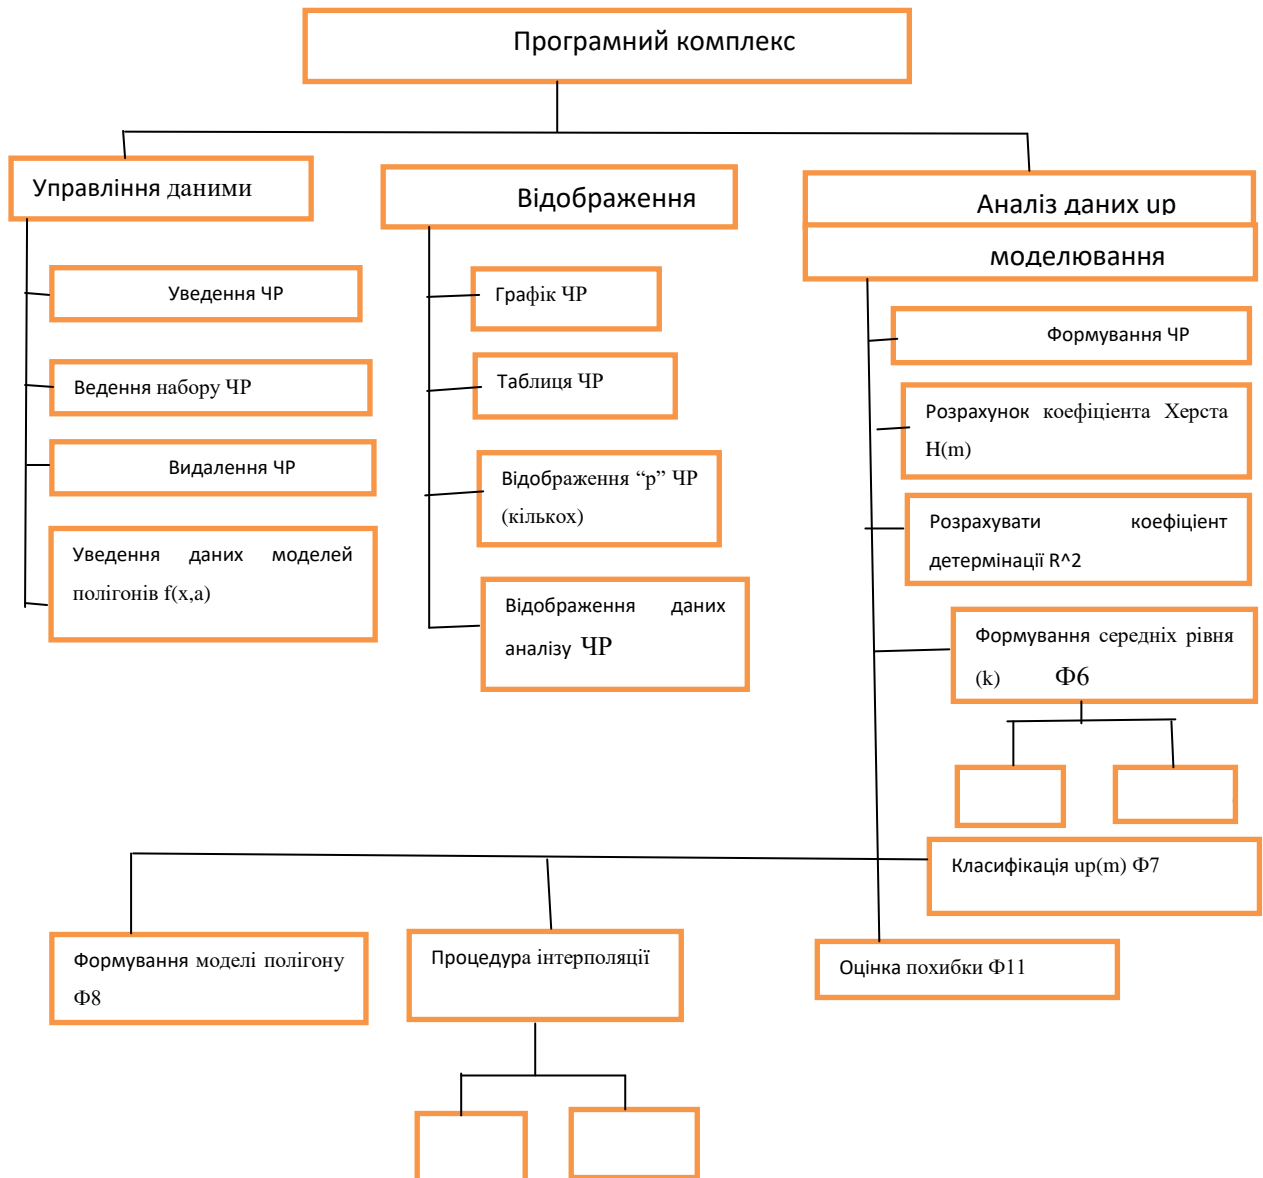 Програмний комплекс
Управління даними
Уведення ЧР
Ведення набору ЧР
Видалення ЧР
Уведення даних моделей
полігонів f(x,a)
Відображення
Графік ЧР
Таблиця ЧР
Відображення “р” ЧР
(кількох)
Відображення даних
аналізу ЧР
Аналіз даних up
моделювання
Формування ЧР
Розрахунок коефіціента Херста
H(m)
Розрахувати коефіціент
детермінації R^2
Формування середніх рівня
(k) Ф6
Класифікація up(m) Ф7
Формування моделі полігону
Ф8
Процедура інтерполяції
Оцінка похибки Ф11